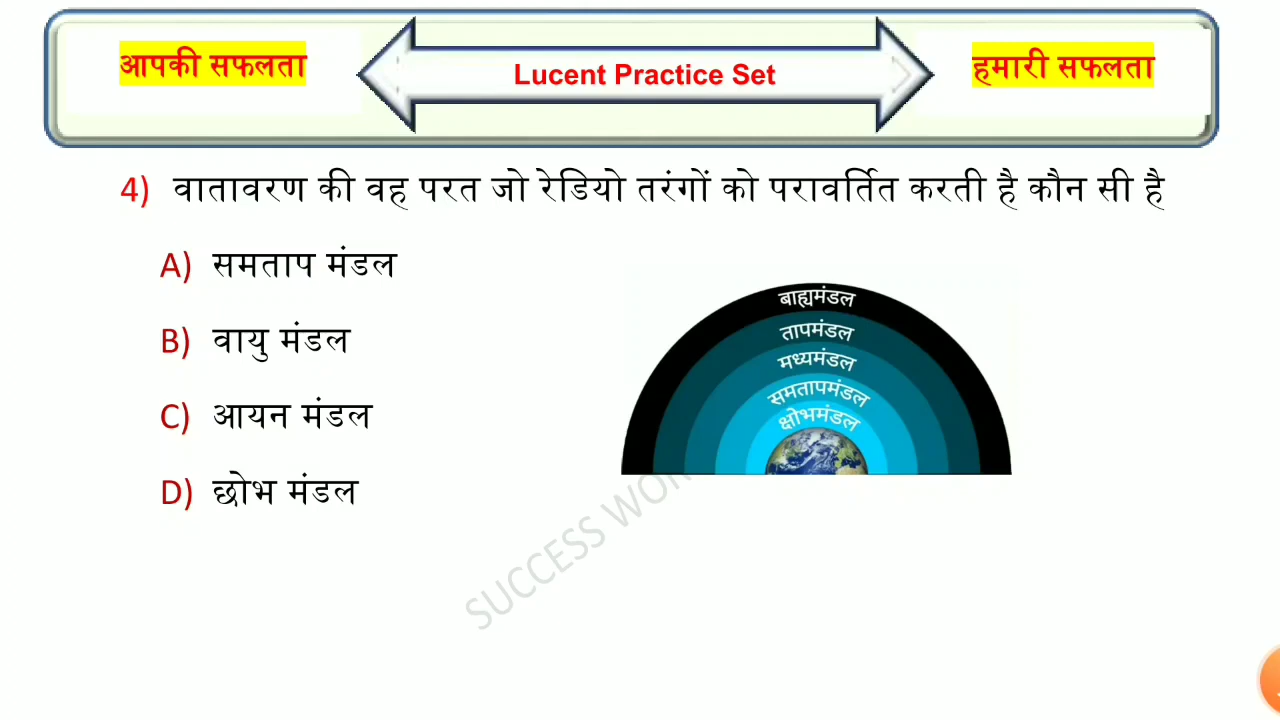 आपकी सफलता
Lucent Practice Set
हमारी सफलता
4) वातावरण की वह परत जो रेडियो तरंगों को परावर्तित करती है कौन सी है
A) समताप मंडल
B) वायु मंडल
C) आयन मंडल
D) छोभ मंडल
बाह्यमंडल
तापमंडल
मध्यमंडल
समतापमंडल
क्षोभमंडल
SUCCESS